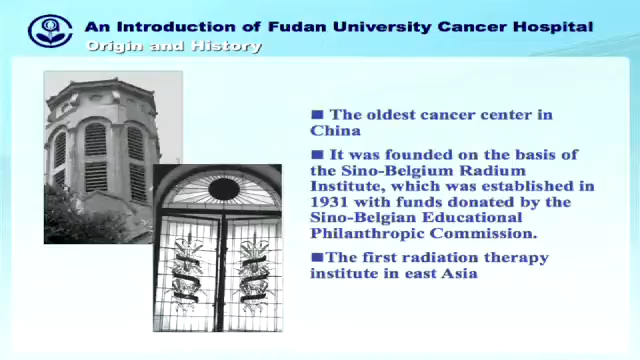 An Introduction of Fudan University Cancer Hospital
Origin and History
■ The oldest cancer center in
China
■ It was founded on the basis of
the Sino-Belgium Radium
Institute, which was established in
1931 with funds donated by the
Sino-Belgian Educational
Philanthropic Commission.
■The first radiation therapy
institute in east Asia